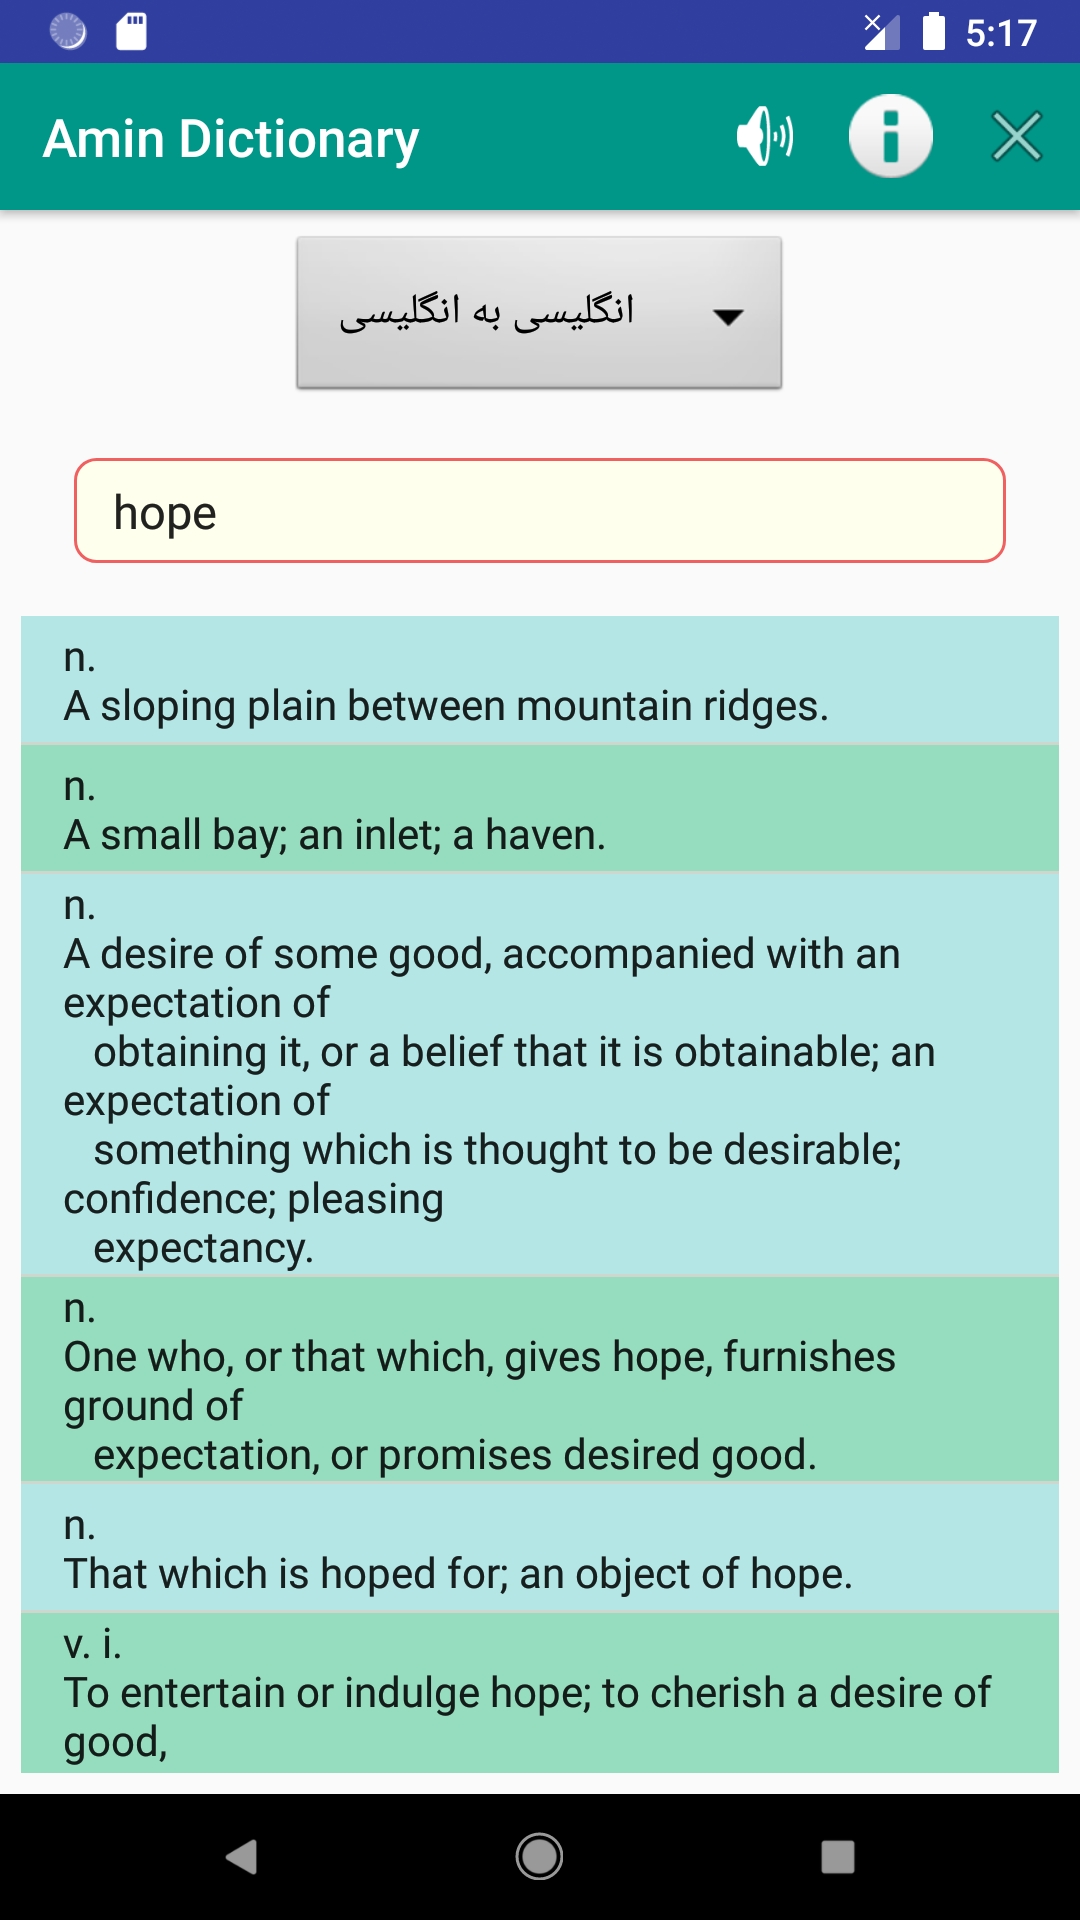 5:17
Amin Dictionary
انگلیسی به انگلیسی
hope
n.
A sloping plain between mountain ridges.
n.
A small bay; an inlet; a haven.
n.
A desire of some good, accompanied with an
expectation of
obtaining it, or a belief that it is obtainable; an
expectation of
something which is thought to be desirable;
confidence; pleasing
expectancy.
n.
One who, or that which, gives hope, furnishes
ground of
expectation, or promises desired good.
n.
That which is hoped for; an object of hope.
v. i.
To entertain or indulge hope; to cherish a desire of
good,